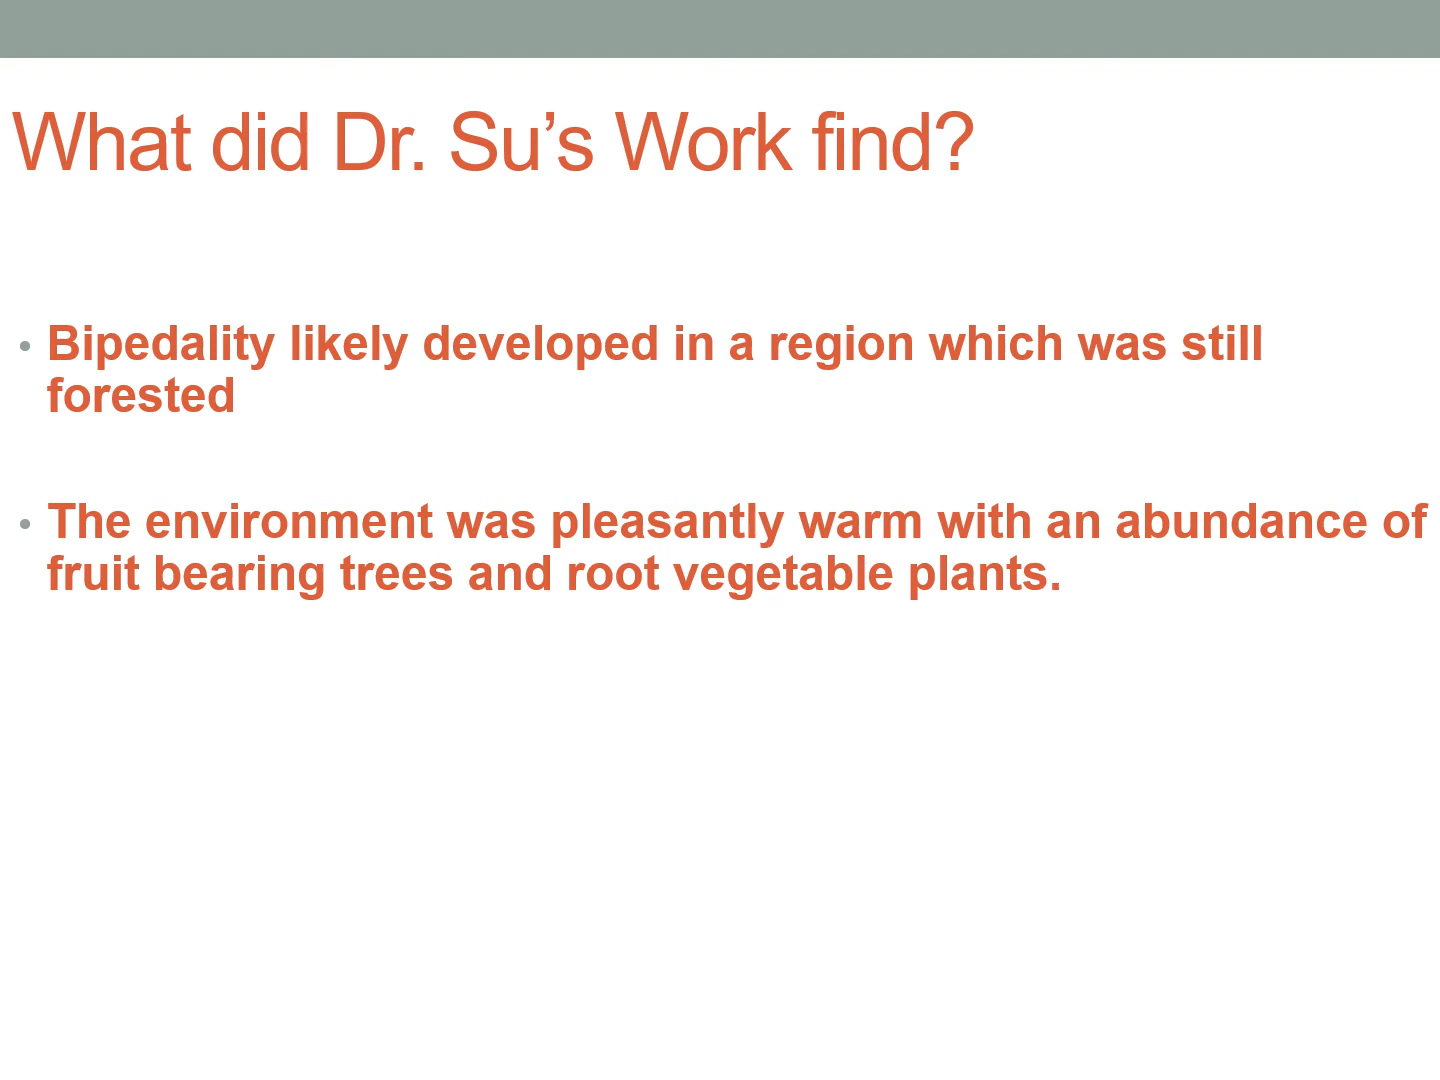 What did Dr. Su’s Work find?
• Bipedality likely developed in a region which was still
forested
• The environment was pleasantly warm with an abundance of
fruit bearing trees and root vegetable plants.